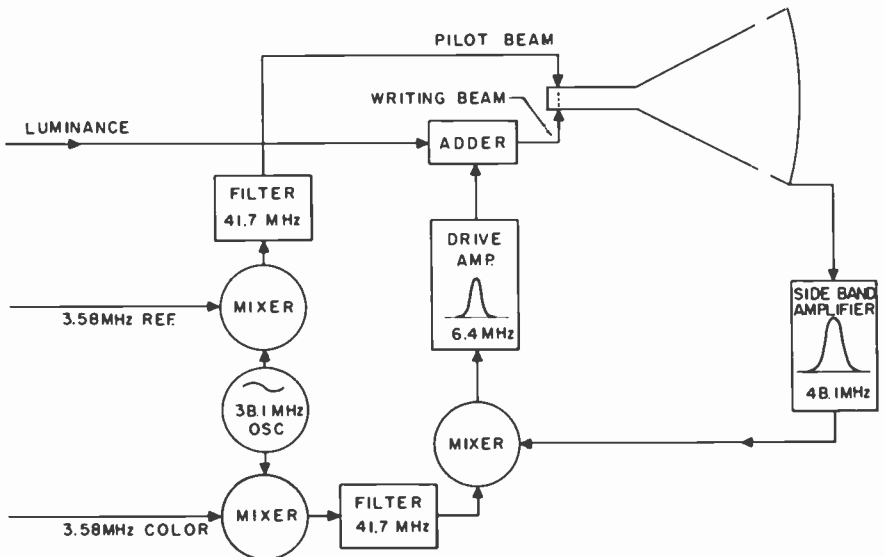 PILOT BEAM
WRITING BEAM
LUMINANCE
ADDER
FILTER
41.7 MHz
DRIVE
AMP.
6.4 MHz
SIDE BAND
AMPLIFIER
48.1MHz
MIXER
3.58MHz REF.
38.1 MHz
OSC
MIXER
MIXER
3.58MHz COLOR
FILTER
41.7 MHz